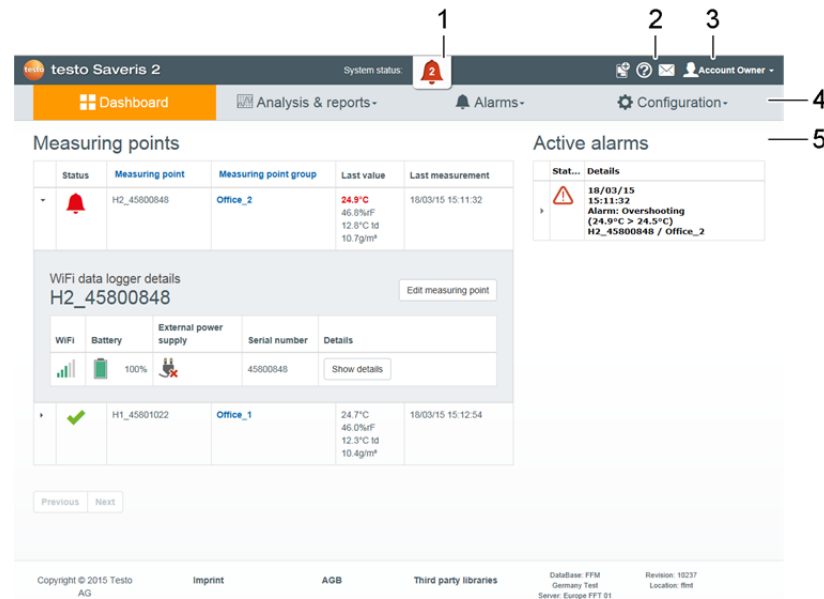 1
2
3
testo
testo Saveris 2
System status:
2
Account Owner
Dashboard
Analysis & reports
Alarms
Configuration
4
5
Measuring points
Active alarms
Status
Measuring point
Measuring point group
Last value
Last measurement
H2_45800848
Office_2
24.9°C
46.8%rF
12.8°C td
10.7g/m³
18/03/15 15:11:32
Stat...
Details
18/03/15
15:11:32
Alarm: Overshooting
(24.9°C > 24.5°C)
H2_45800848 / Office_2
WiFi data logger details
H2_45800848
Edit measuring point
WiFi
Battery
External power
supply
Serial number
Details
100%
45800848
Show details
H1_45801022
Office_1
24.7°C
46.0%rF
12.3°C td
10.4g/m³
18/03/15 15:12:54
Previous
Next
Copyright © 2015 Testo
AG
Imprint
AGB
Third party libraries
DataBase: FFM
Germany Test
Server: Europe FFT 01
Revision: 10237
Location: ffmt